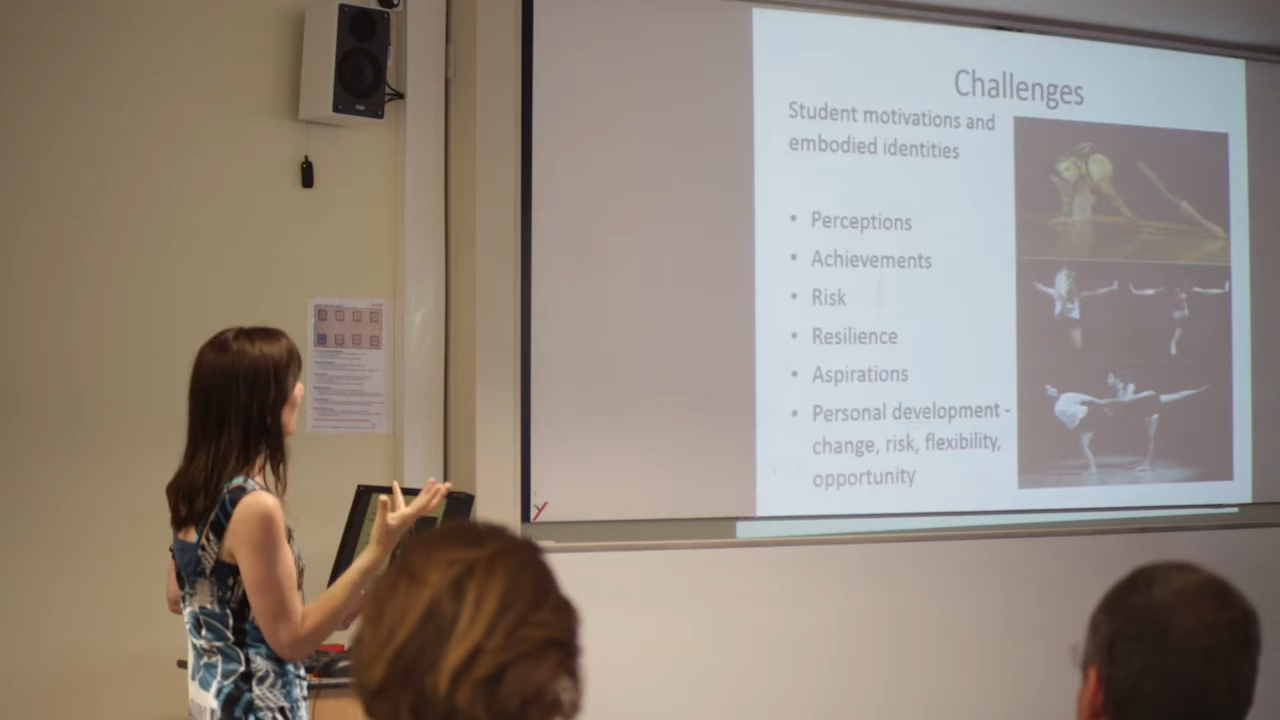 Challenges
Student motivations and
embodied identities
• Perceptions
• Achievements
• Risk
• Resilience
• Aspirations
• Personal development -
change, risk, flexibility,
opportunity